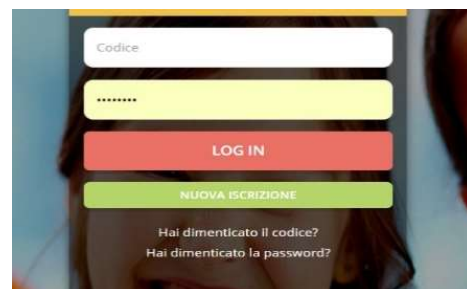 Codice
••••••••
LOG IN
NUOVA ISCRIZIONE
Hai dimenticato il codice?
Hai dimenticato la password?